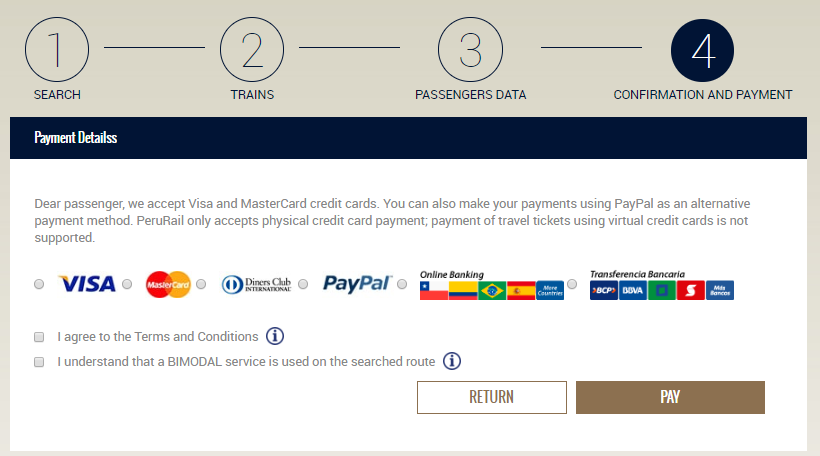 1 2 3 4
SEARCH TRAINS PASSENGERS DATA CONFIRMATION AND PAYMENT
Payment Detailss
Dear passenger, we accept Visa and MasterCard credit cards. You can also make your payments using PayPal as an alternative
payment method. PeruRail only accepts physical credit card payment; payment of travel tickets using virtual credit cards is not
supported.
Online Banking Transferencia Bancaria
VISA MasterCard Diners Club PayPal More BCP BBVA Más
INTERNATIONAL Countries Bancos
I agree to the Terms and Conditions i
I understand that a BIMODAL service is used on the searched route i
RETURN PAY